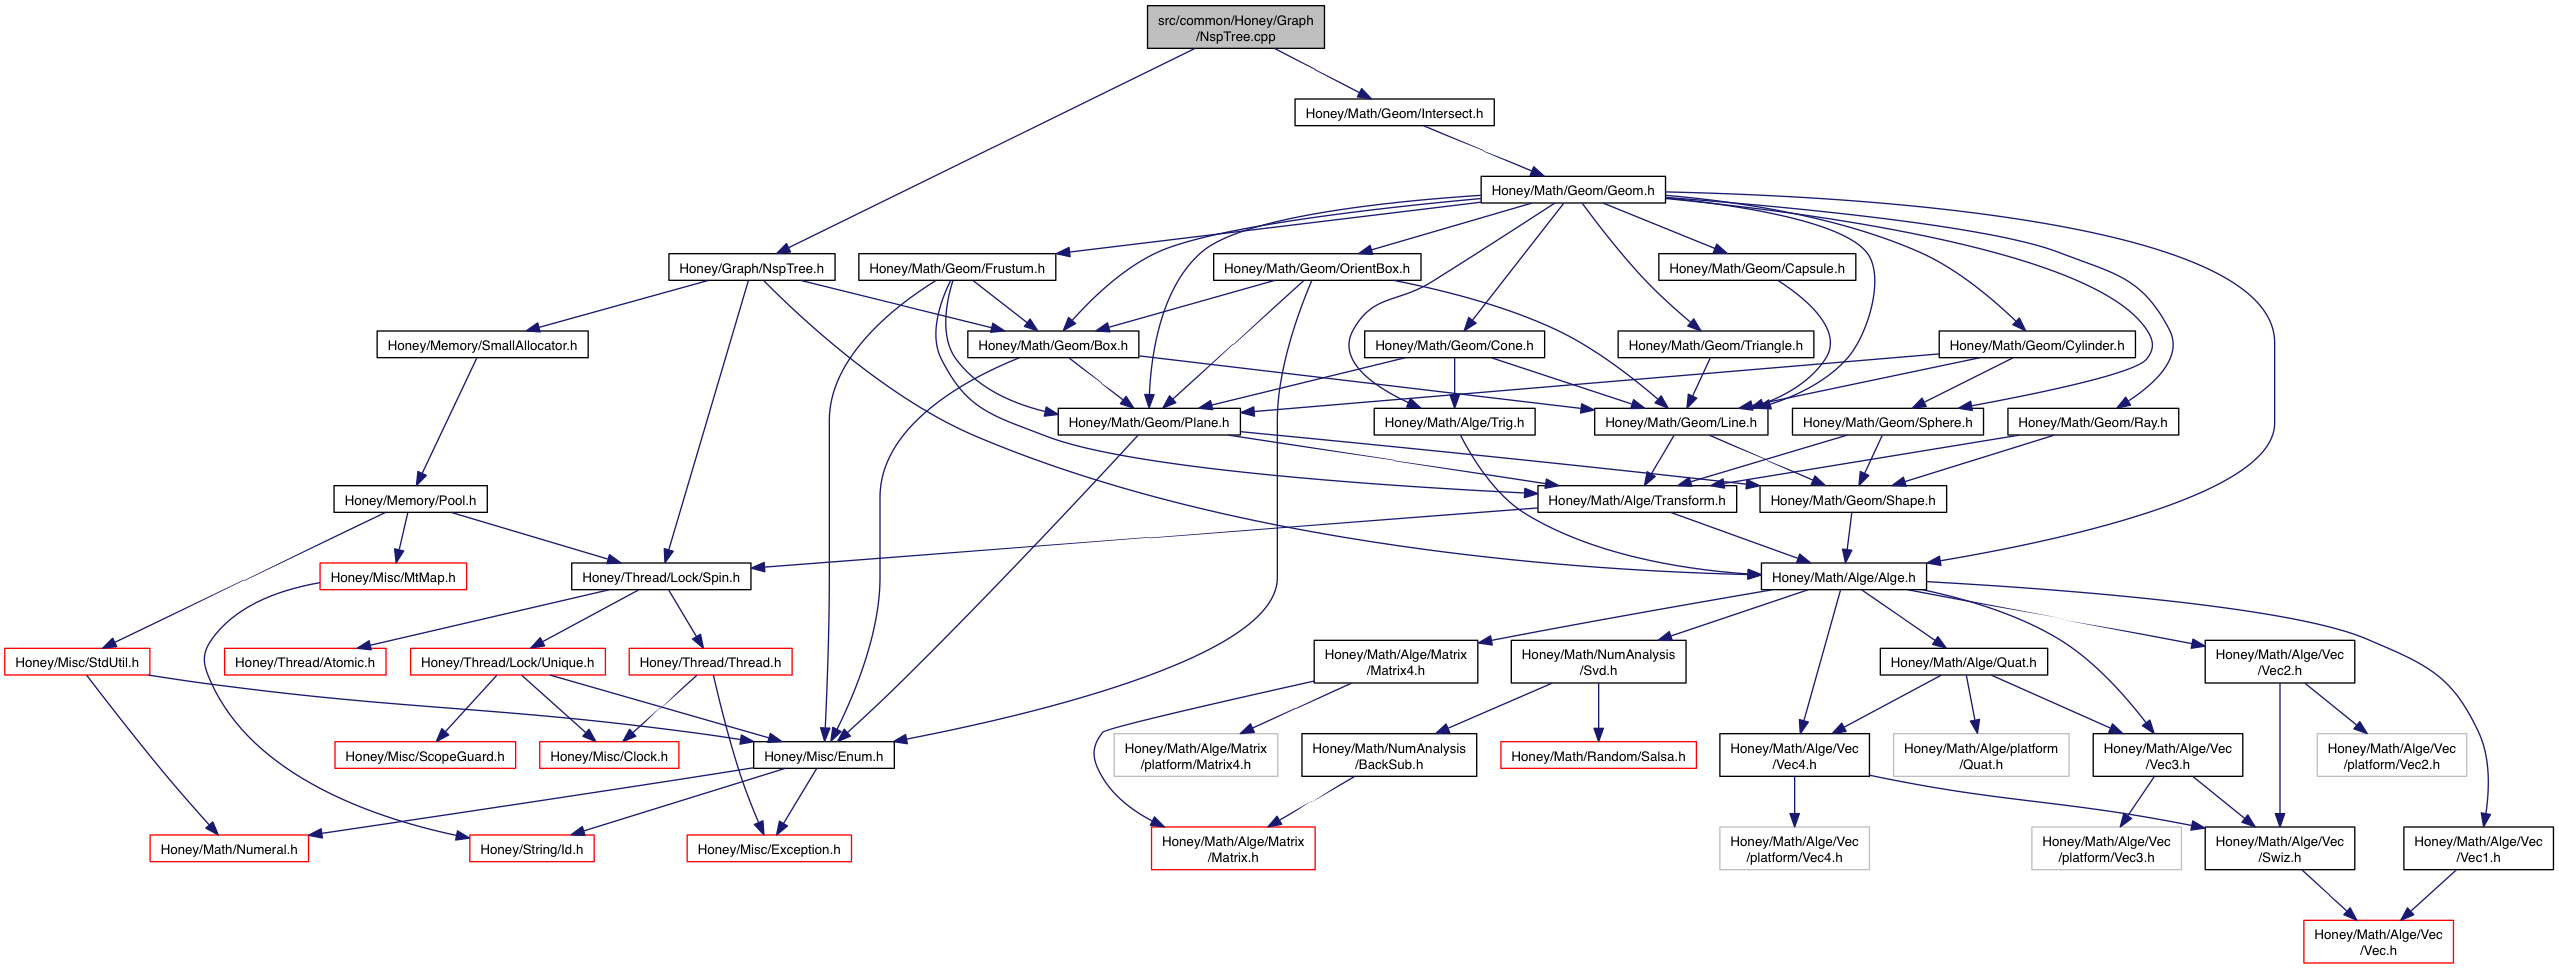 src/common/Honey/Graph
/NspTree.cpp
Honey/Math/Geom/Intersect.h
Honey/Math/Geom/Geom.h
Honey/Graph/NspTree.h
Honey/Math/Geom/Frustum.h
Honey/Math/Geom/OrientBox.h
Honey/Math/Geom/Capsule.h
Honey/Memory/SmallAllocator.h
Honey/Math/Geom/Box.h
Honey/Math/Geom/Cone.h
Honey/Math/Geom/Triangle.h
Honey/Math/Geom/Cylinder.h
Honey/Math/Geom/Plane.h
Honey/Math/Alge/Trig.h
Honey/Math/Geom/Line.h
Honey/Math/Geom/Sphere.h
Honey/Math/Geom/Ray.h
Honey/Memory/Pool.h
Honey/Math/Alge/Transform.h
Honey/Math/Geom/Shape.h
Honey/Misc/MtMap.h
Honey/Thread/Lock/Spin.h
Honey/Math/Alge/Alge.h
Honey/Misc/StdUtil.h
Honey/Thread/Atomic.h
Honey/Thread/Lock/Unique.h
Honey/Thread/Thread.h
Honey/Math/Alge/Matrix
/Matrix4.h
Honey/Math/NumAnalysis
/Svd.h
Honey/Math/Alge/Quat.h
Honey/Math/Alge/Vec
/Vec2.h
Honey/Misc/ScopeGuard.h
Honey/Misc/Clock.h
Honey/Misc/Enum.h
Honey/Math/Alge/Matrix
/platform/Matrix4.h
Honey/Math/NumAnalysis
/BackSub.h
Honey/Math/Random/Salsa.h
Honey/Math/Alge/Vec
/Vec4.h
Honey/Math/Alge/platform
/Quat.h
Honey/Math/Alge/Vec
/Vec3.h
Honey/Math/Alge/Vec
/platform/Vec2.h
Honey/Math/Numeral.h
Honey/String/Id.h
Honey/Misc/Exception.h
Honey/Math/Alge/Matrix
/Matrix.h
Honey/Math/Alge/Vec
/platform/Vec4.h
Honey/Math/Alge/Vec
/platform/Vec3.h
Honey/Math/Alge/Vec
/Swiz.h
Honey/Math/Alge/Vec
/Vec1.h
Honey/Math/Alge/Vec
/Vec.h